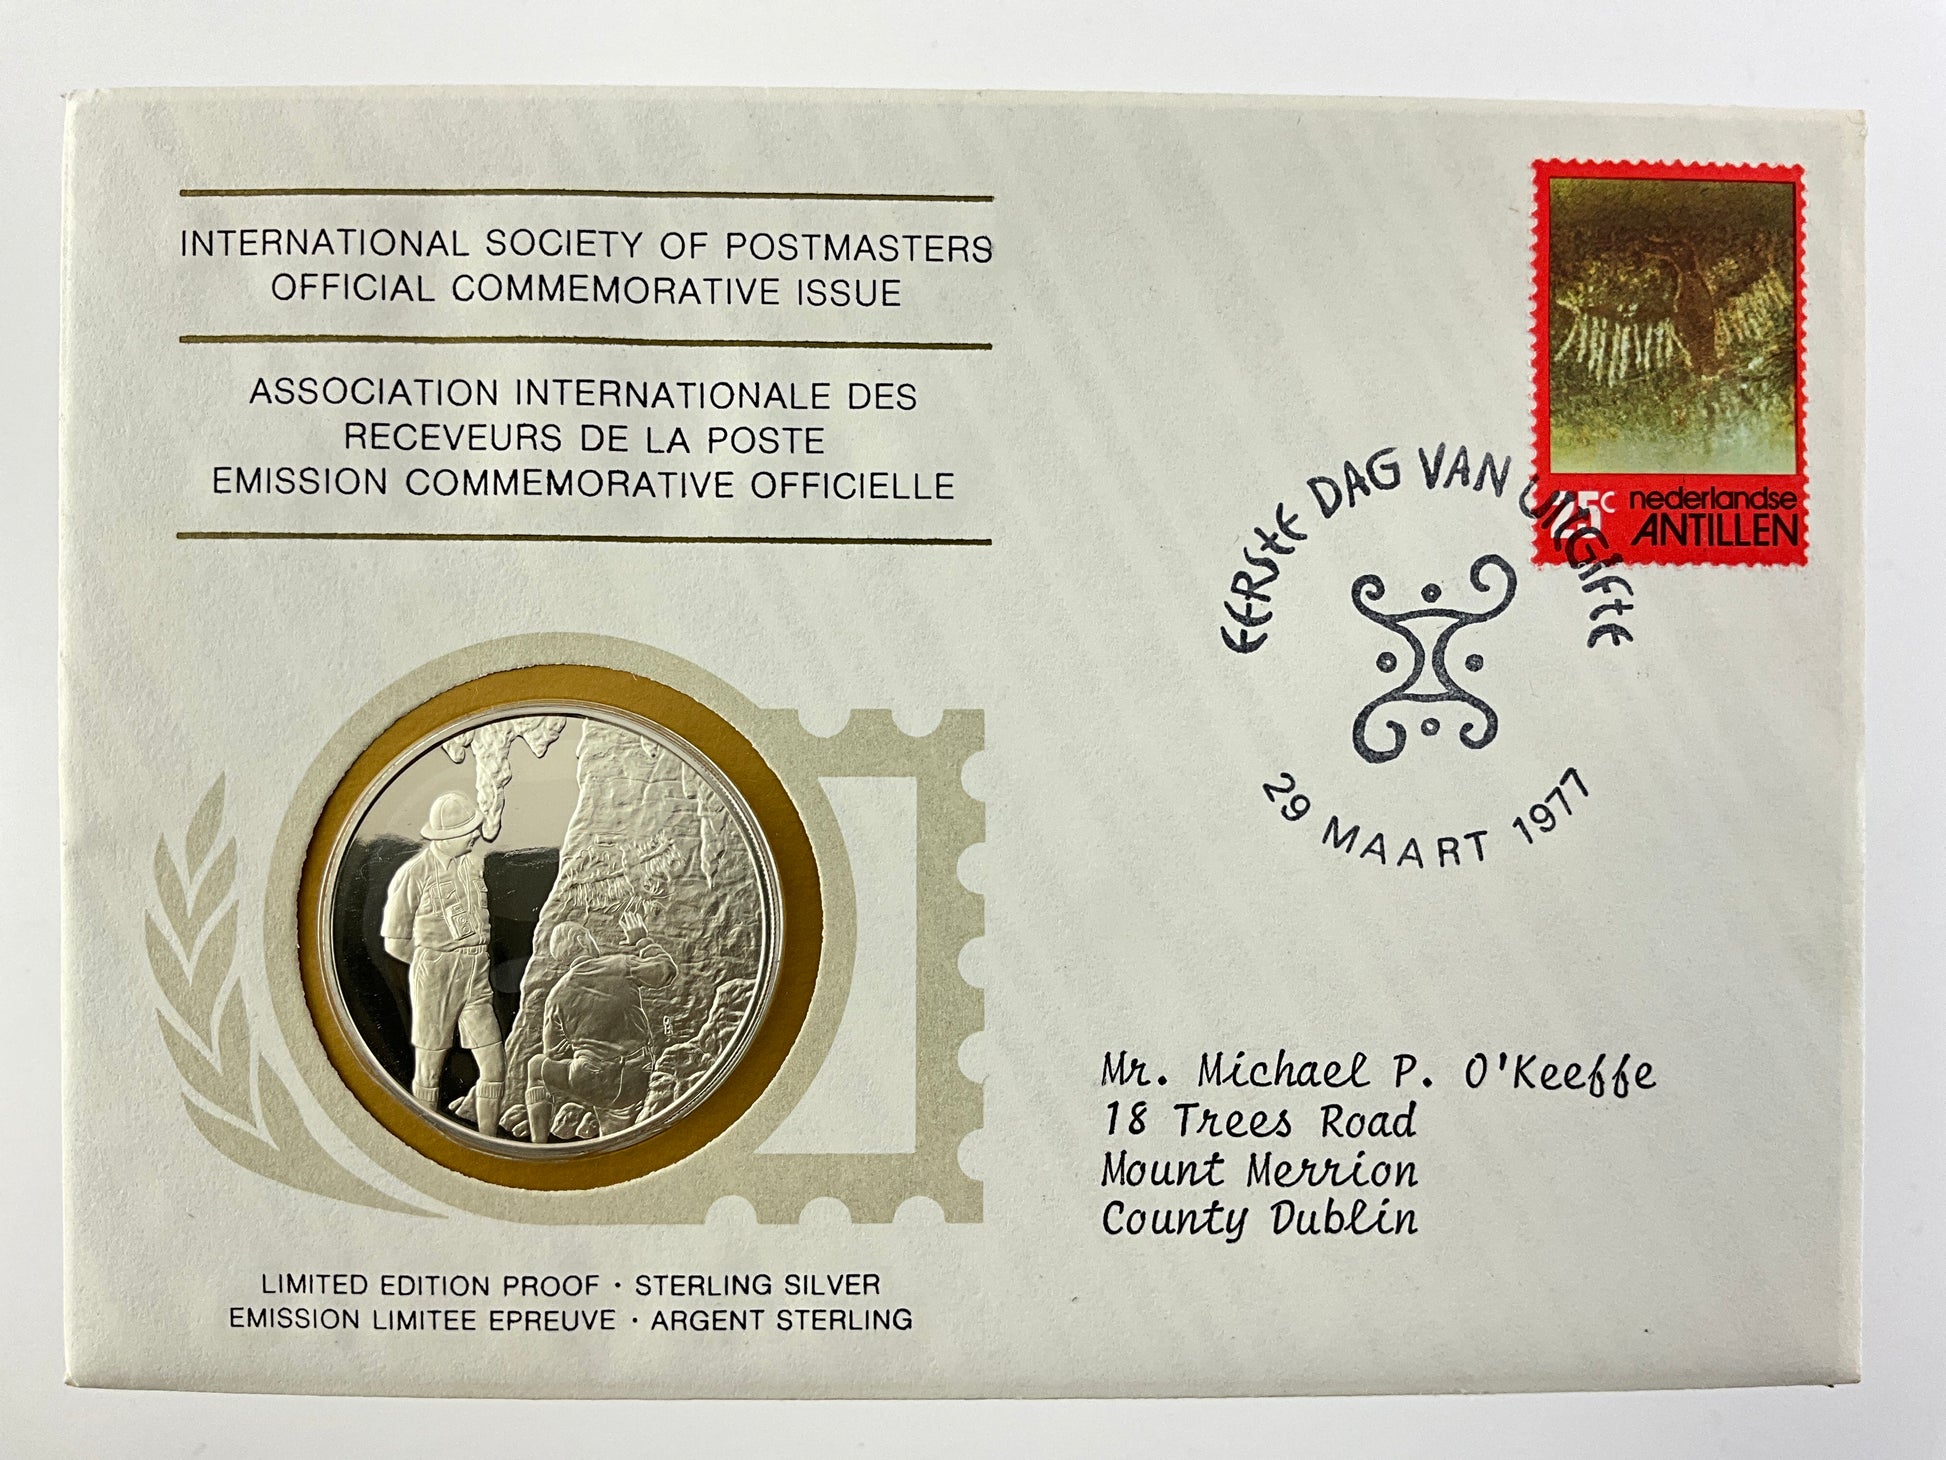 INTERNATIONAL SOCIETY OF POSTMASTERS
OFFICIAL COMMEMORATIVE ISSUE
ASSOCIATION INTERNATIONALE DES
RECEVEURS DE LA POSTE
EMISSION COMMEMORATIVE OFFICIELLE
25c nederlandse
ANTILLEN
EERSTE DAG VAN UITGIFTE
29 MAART 1977
Mr. Michael P. O'Keeffe
18 Trees Road
Mount Merrion
County Dublin
LIMITED EDITION PROOF · STERLING SILVER
EMISSION LIMITEE EPREUVE · ARGENT STERLING